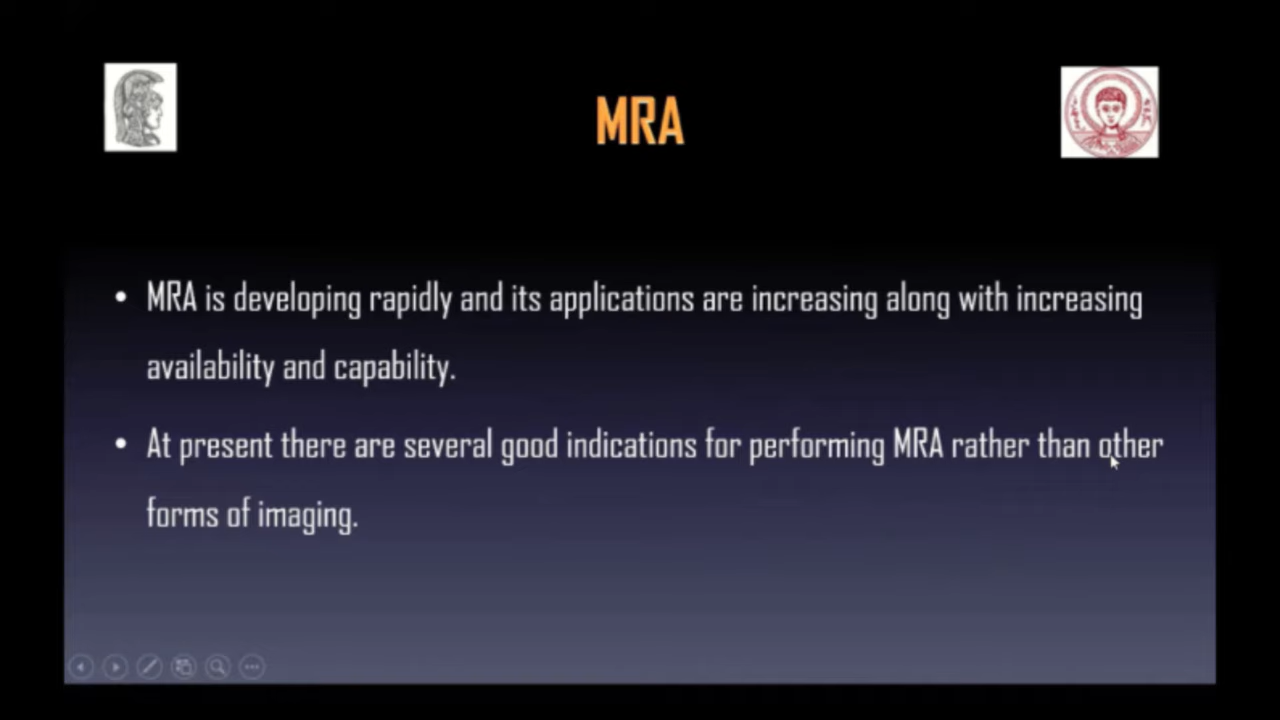 MRA
• MRA is developing rapidly and its applications are increasing along with increasing
availability and capability.
• At present there are several good indications for performing MRA rather than other
forms of imaging.